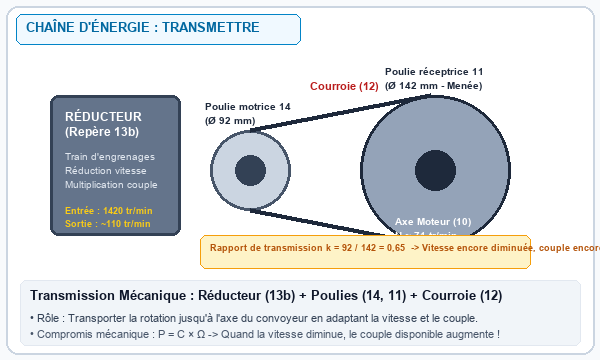 CHAÎNE D'ÉNERGIE : TRANSMETTRE
Poulie réceptrice 11
(Ø 142 mm - Menée)
Courroie (12)
Poulie motrice 14
(Ø 92 mm)
RÉDUCTEUR
(Repère 13b)
Train d'engrenages
Réduction vitesse
Multiplication couple
Entrée : 1420 tr/min
Sortie : ~110 tr/min
Axe Moteur (10)
71 tr/min
Rapport de transmission k = 92 / 142 = 0,65 -> Vitesse encore diminuée, couple encor
Transmission Mécanique : Réducteur (13b) + Poulies (14, 11) + Courroie (12)
• Rôle : Transporter la rotation jusqu'à l'axe du convoyeur en adaptant la vitesse et le couple.
• Compromis mécanique : P = C × Ω -> Quand la vitesse diminue, le couple disponible augmente !